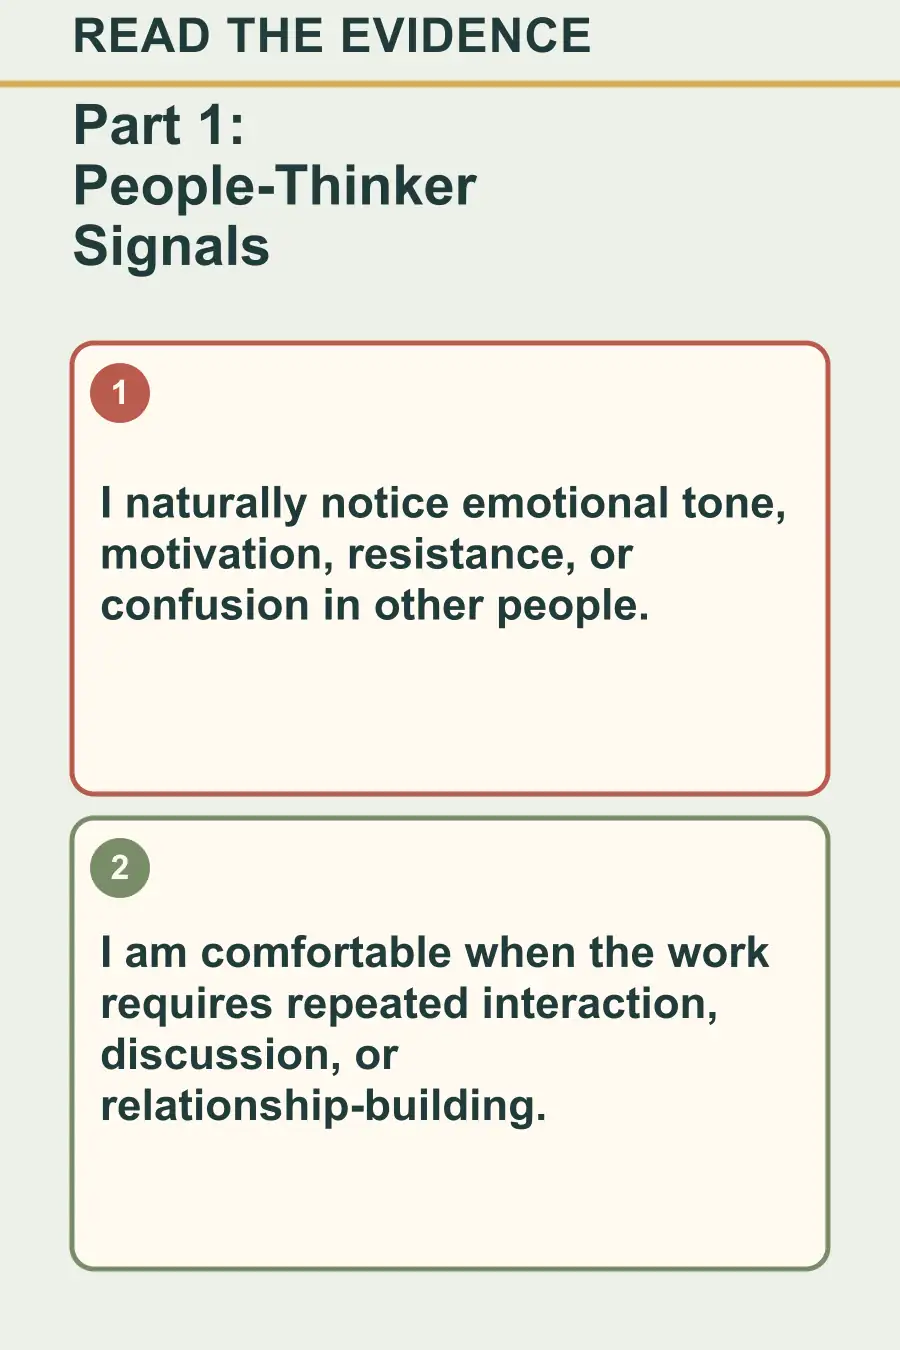 READ THE EVIDENCE
Part 1:
People-Thinker
Signals
1
I naturally notice emotional tone,
motivation, resistance, or
confusion in other people.
2
I am comfortable when the work
requires repeated interaction,
discussion, or
relationship-building.